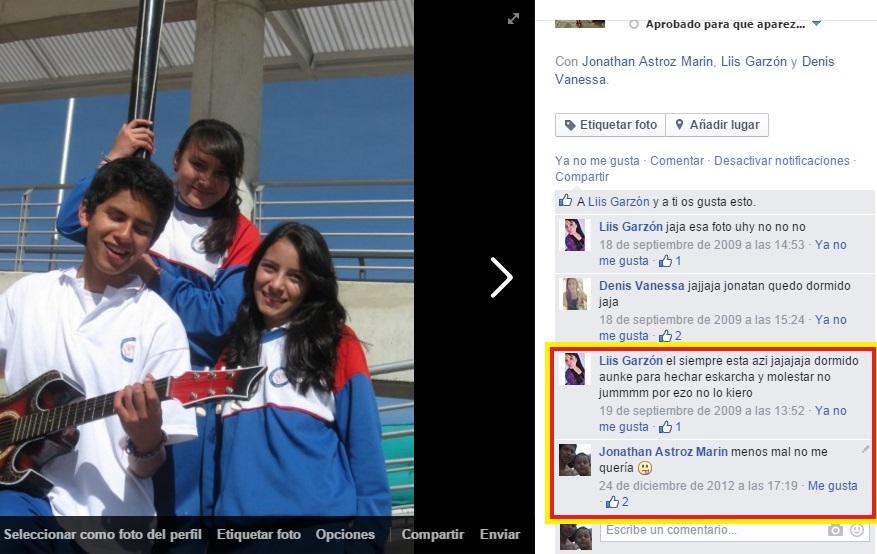 Aprobado para que aparez...
Con Jonathan Astroz Marin, Liis Garzón y Denis
Vanessa.
Etiquetar foto
Añadir lugar
Ya no me gusta · Comentar · Desactivar notificaciones ·
Compartir
A Liis Garzón y a ti os gusta esto.
Liis Garzón jaja esa foto uhy no no no
18 de septiembre de 2009 a las 14:53 · Ya no
me gusta · 1
Denis Vanessa jajjaja jonatan quedo dormido
jaja
18 de septiembre de 2009 a las 15:24 · Ya no
me gusta · 2
Liis Garzón el siempre esta azi jajajaja dormido
aunke para hechar eskarcha y molestar no
jummmm por ezo no lo kiero
19 de septiembre de 2009 a las 13:52 · Ya no
me gusta · 1
Jonathan Astroz Marin menos mal no me
quería
24 de diciembre de 2012 a las 17:19 · Me gusta
· 2
Escribe un comentario...
Seleccionar como foto del perfil Etiquetar foto Opciones Compartir Enviar